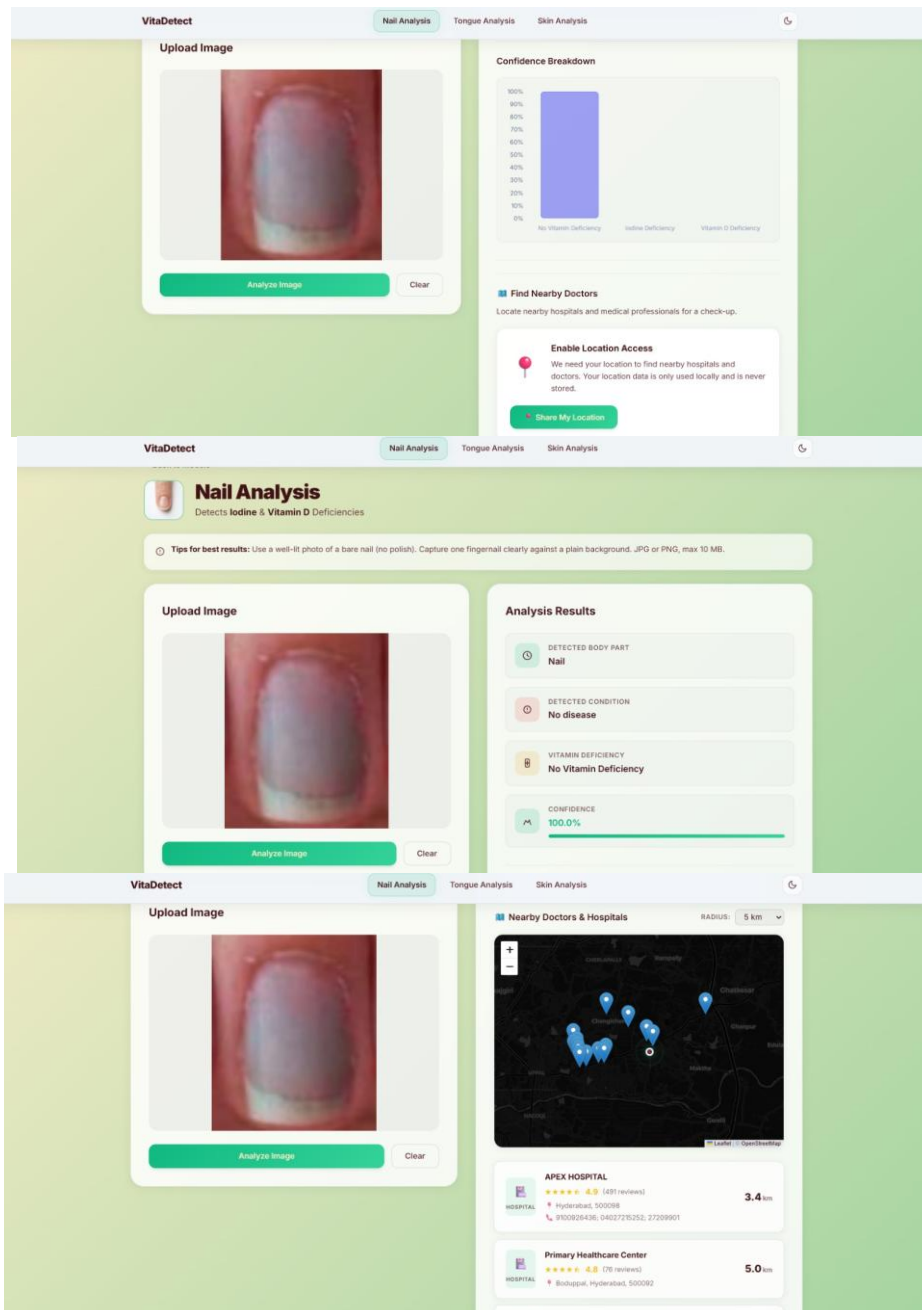 VitaDetect
Nail Analysis
Tongue Analysis
Skin Analysis
Upload Image
Analyze Image
Clear
Confidence Breakdown
100%
90%
80%
70%
60%
50%
40%
30%
20%
10%
0%
No Vitamin Deficiency
Iodine Deficiency
Vitamin D Deficiency
Find Nearby Doctors
Locate nearby hospitals and medical professionals for a check-up.
Enable Location Access
We need your location to find nearby hospitals and
doctors. Your location data is only used locally and is never
stored.
Share My Location
VitaDetect
Nail Analysis
Tongue Analysis
Skin Analysis
Nail Analysis
Detects Iodine & Vitamin D Deficiencies
Tips for best results: Use a well-lit photo of a bare nail (no polish). Capture one fingernail clearly against a plain background. JPG or PNG, max 10 MB.
Upload Image
Analyze Image
Clear
Analysis Results
DETECTED BODY PART
Nail
DETECTED CONDITION
No disease
VITAMIN DEFICIENCY
No Vitamin Deficiency
CONFIDENCE
100.0%
VitaDetect
Nail Analysis
Tongue Analysis
Skin Analysis
Upload Image
Analyze Image
Clear
Nearby Doctors & Hospitals
RADIUS: 5 km
+
−
Leaflet | © OpenStreetMap
APEX HOSPITAL
4.9 (491 reviews)
HOSPITAL
Hyderabad, 500098
9100926436; 04027215252; 27209901
3.4 km
Primary Healthcare Center
4.8 (76 reviews)
HOSPITAL
Boduppal, Hyderabad, 500092
5.0 km